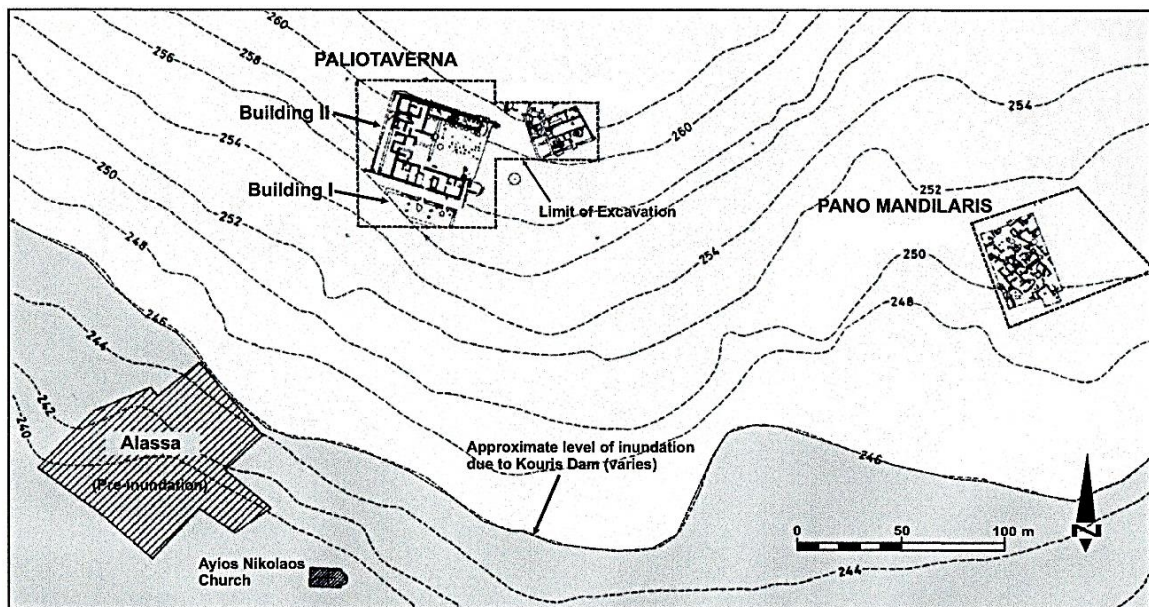 260
258
256
254
250
252
248
246
244
242
240
PALIOTAVERNA
Building II
Building I
260
Limit of Excavation
254
254
252
PANO MANDILARIS
250
248
Alassa
(Pre-inundation)
Approximate level of inundation
due to Kouris Dam (varies)
246
0 50 100 m
N
244
Ayios Nikolaos
Church